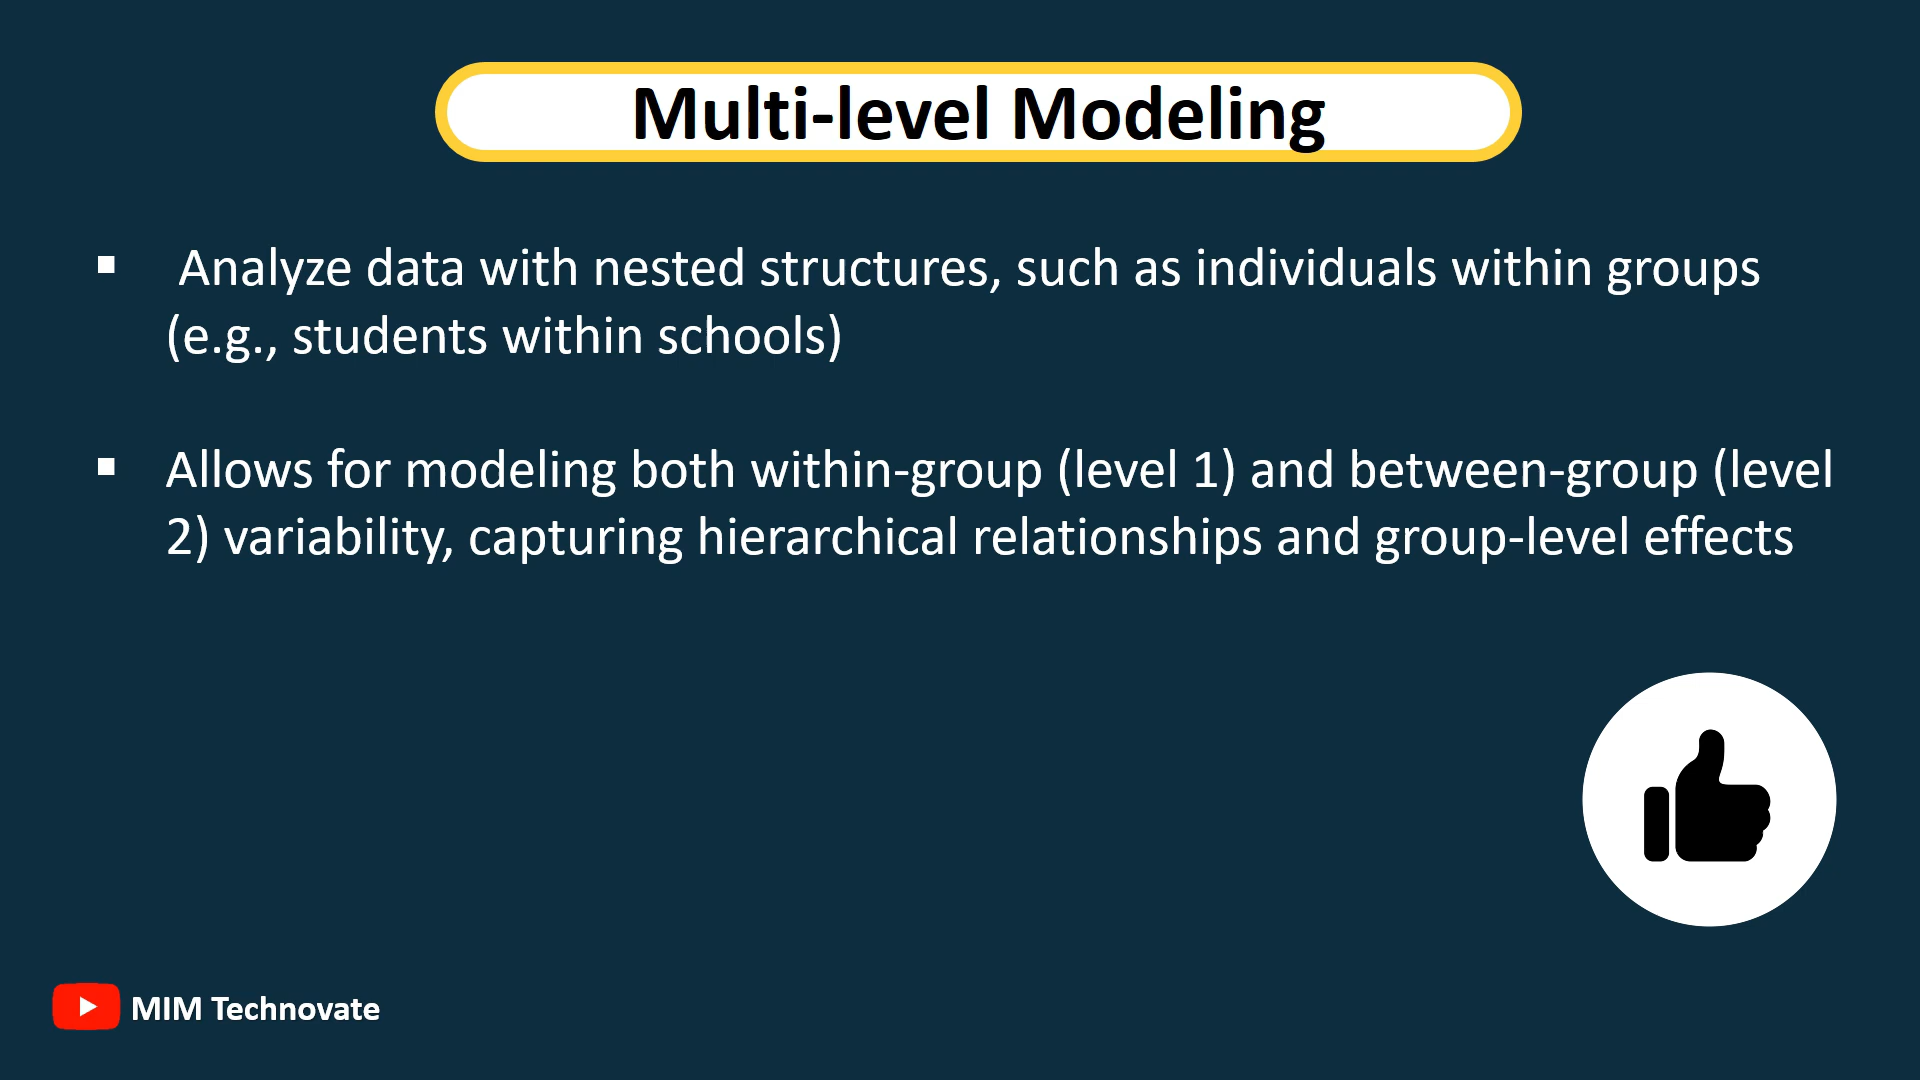 Multi-level Modeling
▪ Analyze data with nested structures, such as individuals within groups
(e.g., students within schools)
▪ Allows for modeling both within-group (level 1) and between-group (level
2) variability, capturing hierarchical relationships and group-level effects
MIM Technovate